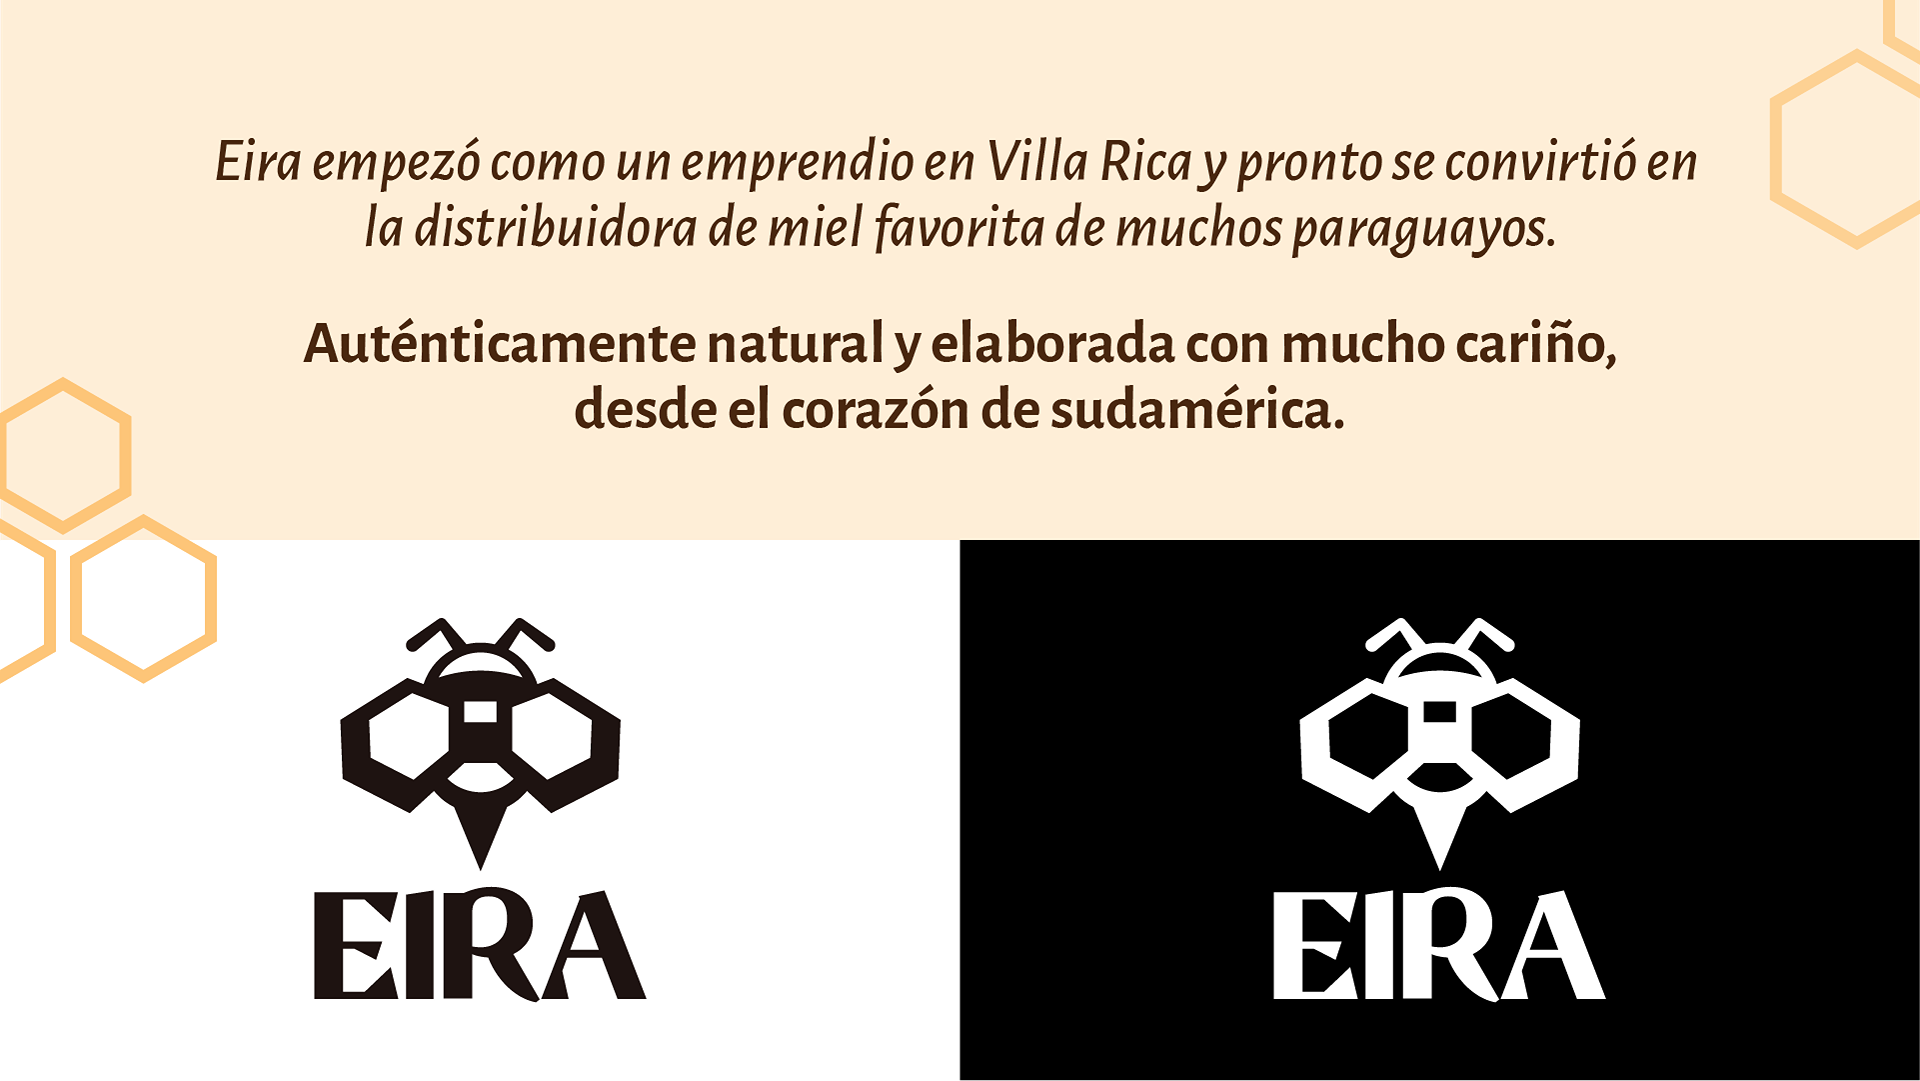 Eira empezó como un emprendio en Villa Rica y pronto se convirtió en
la distribuidora de miel favorita de muchos paraguayos.
Auténticamente natural y elaborada con mucho cariño,
desde el corazón de sudamérica.
EIRA
EIRA